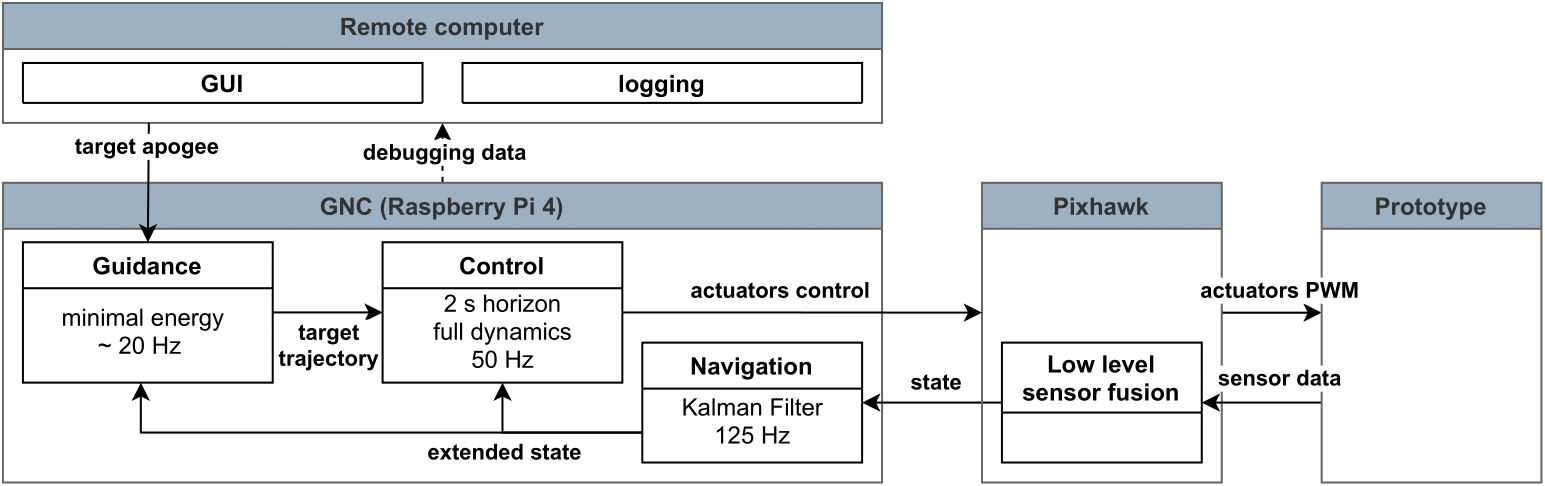 Remote computer
GUI
logging
target apogee
debugging data
GNC (Raspberry Pi 4)
Pixhawk
Prototype
Guidance
minimal energy
~ 20 Hz
target
trajectory
Control
2 s horizon
full dynamics
50 Hz
actuators control
actuators PWM
Navigation
Kalman Filter
125 Hz
state
Low level
sensor fusion
sensor data
extended state